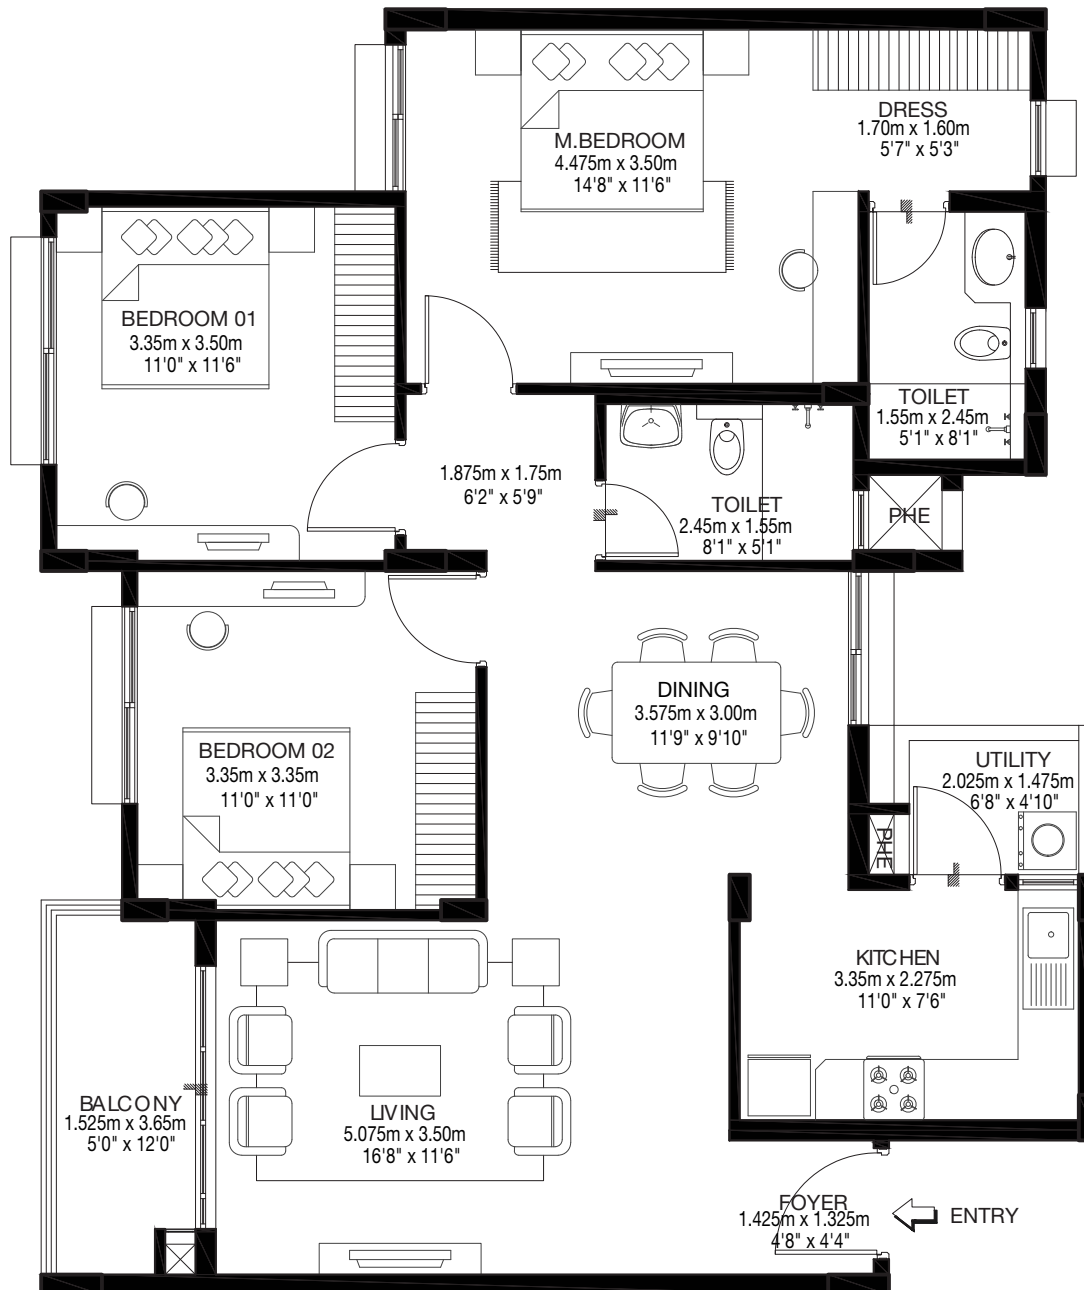 DRESS
1.70m x 1.60m
5'7" x 5'3"
M.BEDROOM
4.475m x 3.50m
14'8" x 11'6"
BEDROOM 01
3.35m x 3.50m
11'0" x 11'6"
TOILET
1.55m x 2.45m
5'1" x 8'1"
1.875m x 1.75m
6'2" x 5'9"
TOILET
2.45m x 1.55m
8'1" x 5'1"
PHE
DINING
3.575m x 3.00m
11'9" x 9'10"
BEDROOM 02
3.35m x 3.35m
11'0" x 11'0"
UTILITY
2.025m x 1.475m
6'8" x 4'10"
PHE
KITCHEN
3.35m x 2.275m
11'0" x 7'6"
BALCONY
1.525m x 3.65m
5'0" x 12'0"
LIVING
5.075m x 3.50m
16'8" x 11'6"
FOYER
1.425m x 1.325m
4'8" x 4'4"
ENTRY